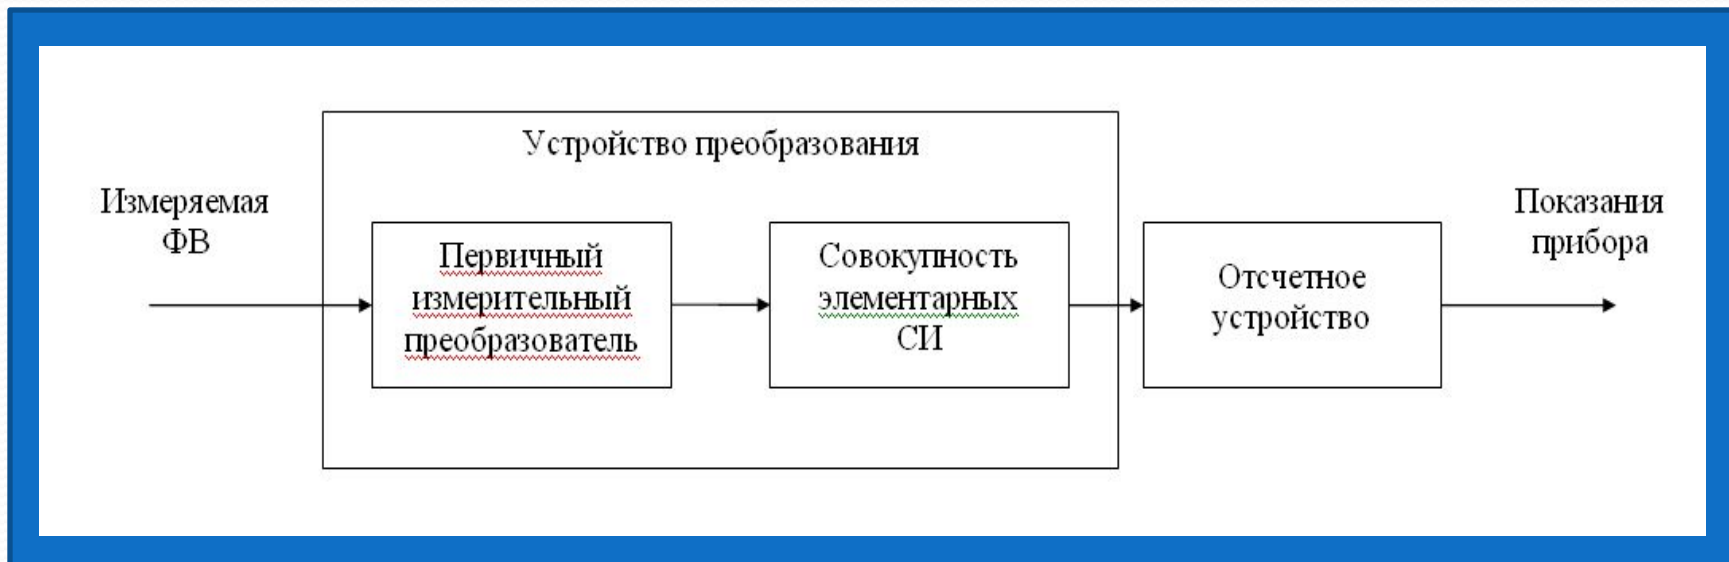 Устройство преобразования
Измеряемая
ФВ
Первичный
измерительный
преобразователь
Совокупность
элементарных
СИ
Отсчетное
устройство
Показания
прибора